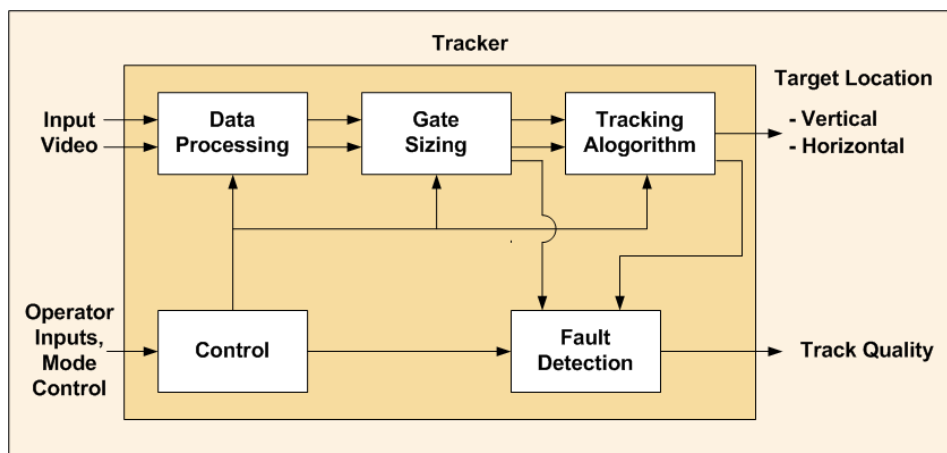 Tracker
Target Location
- Vertical
- Horizontal
Input
Video
Data
Processing
Gate
Sizing
Tracking
Alogorithm
Operator
Inputs,
Mode
Control
Control
Fault
Detection
Track Quality